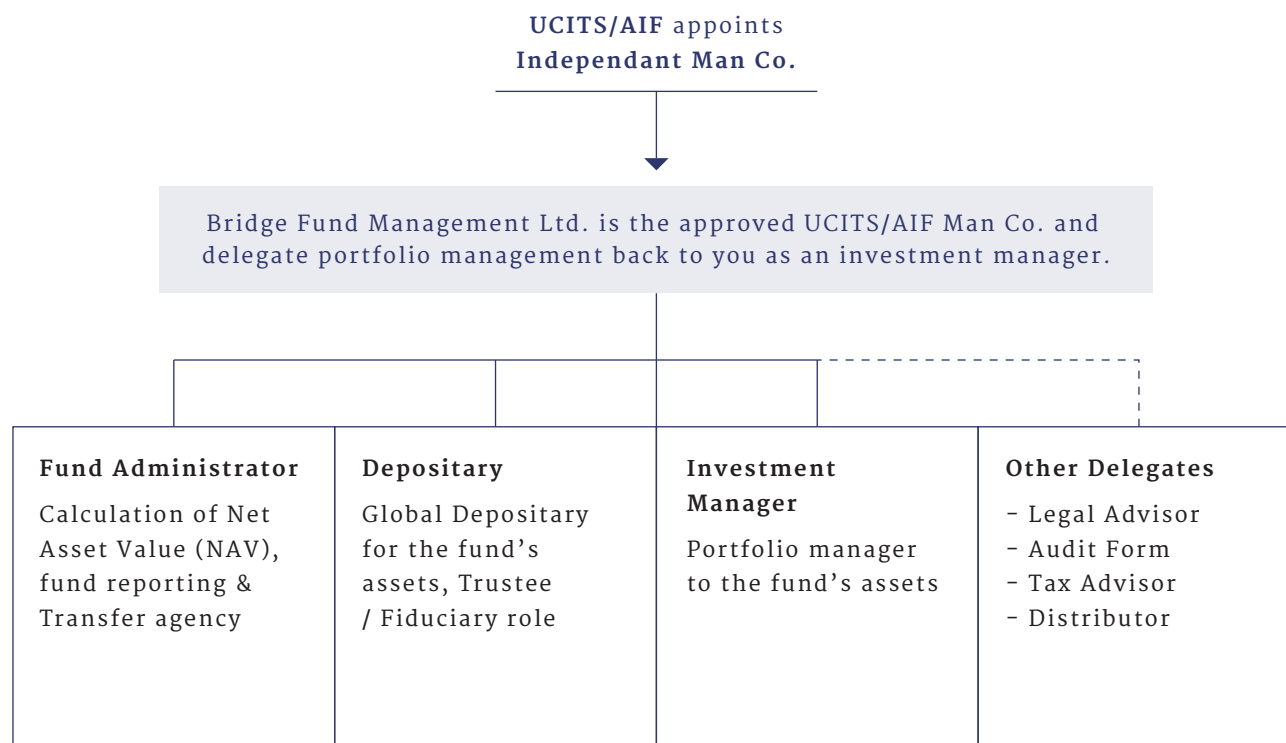 UCITS/AIF appoints
Independant Man Co.
Bridge Fund Management Ltd. is the approved UCITS/AIF Man Co. and
delegate portfolio management back to you as an investment manager.
Fund Administrator
Calculation of Net
Asset Value (NAV),
fund reporting &
Transfer agency
Depositary
Global Depositary
for the fund’s
assets, Trustee
/ Fiduciary role
Investment
Manager
Portfolio manager
to the fund’s assets
Other Delegates
– Legal Advisor
– Audit Form
– Tax Advisor
– Distributor